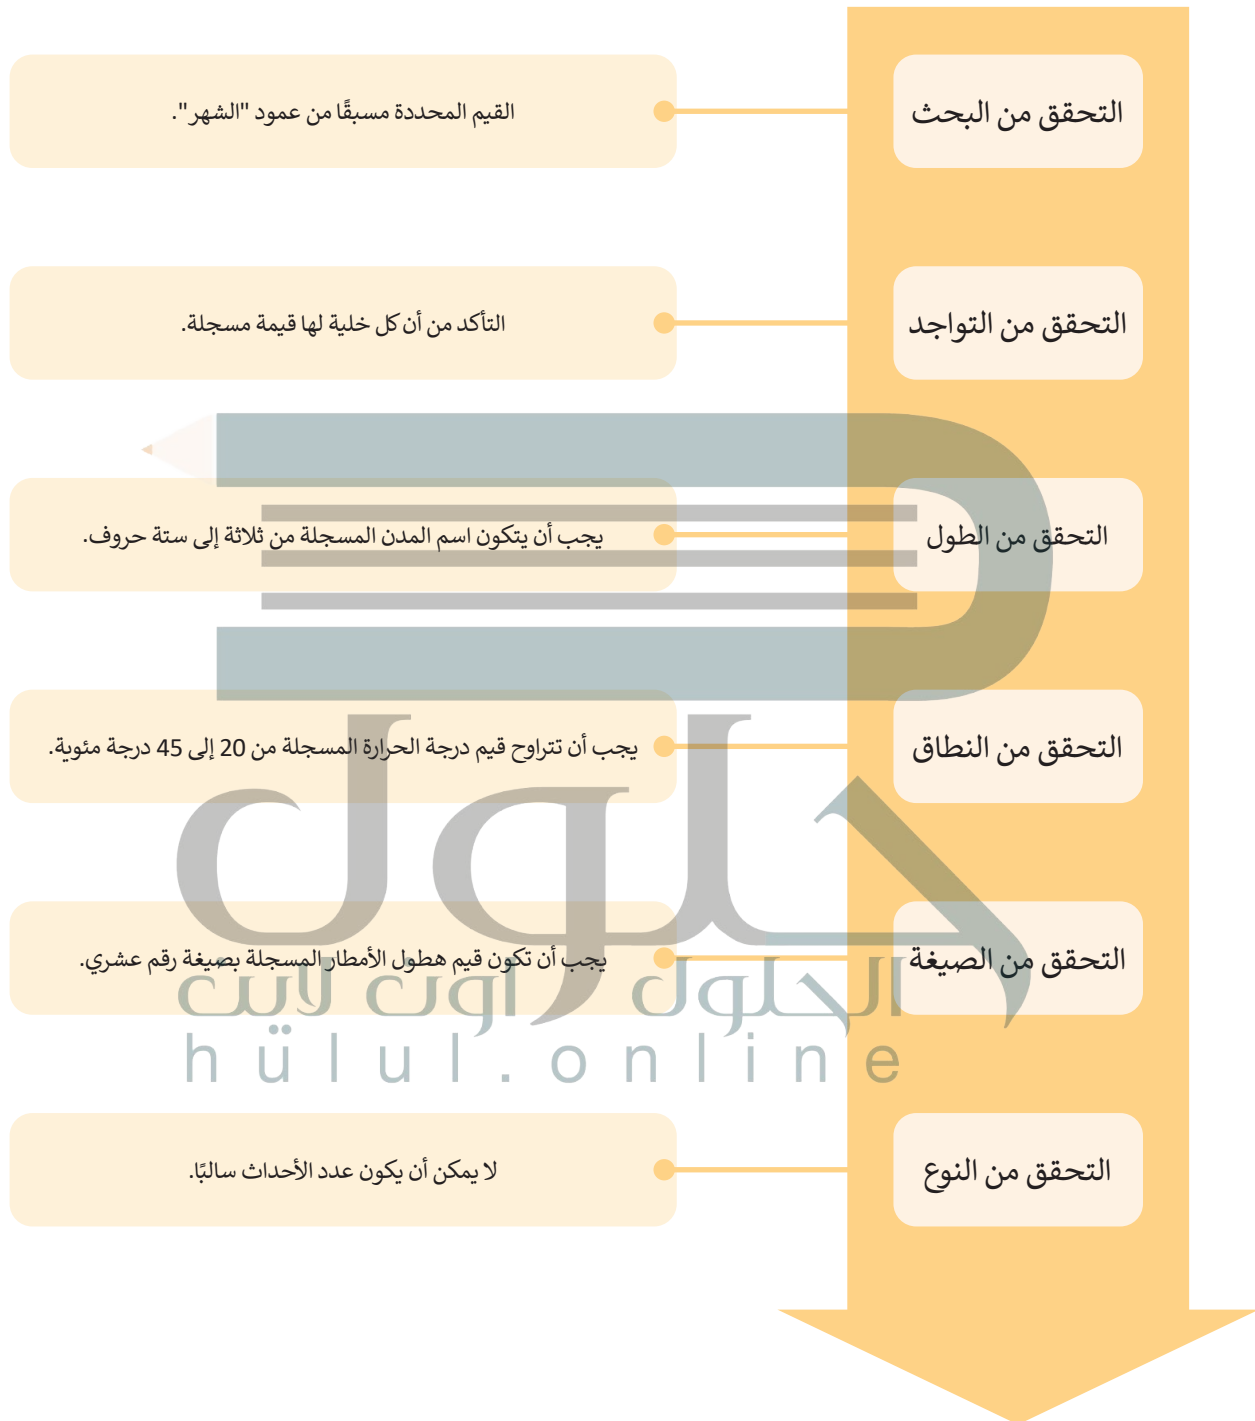 التحقق من البحث
القيم المحددة مسبقًا من عمود "الشهر".
التحقق من التواجد
التأكد من أن كل خلية لها قيمة مسجلة.
التحقق من الطول
يجب أن يتكون اسم المدن المسجلة من ثلاثة إلى ستة حروف.
التحقق من النطاق
يجب أن تتراوح قيم درجة الحرارة المسجلة من 20 إلى 45 درجة مئوية.
التحقق من الصيغة
يجب أن تكون قيم هطول الأمطار المسجلة بصيغة رقم عشري.
التحقق من النوع
لا يمكن أن يكون عدد الأحداث سالبًا.
حلول
الحلول اون لاين
hülul.online